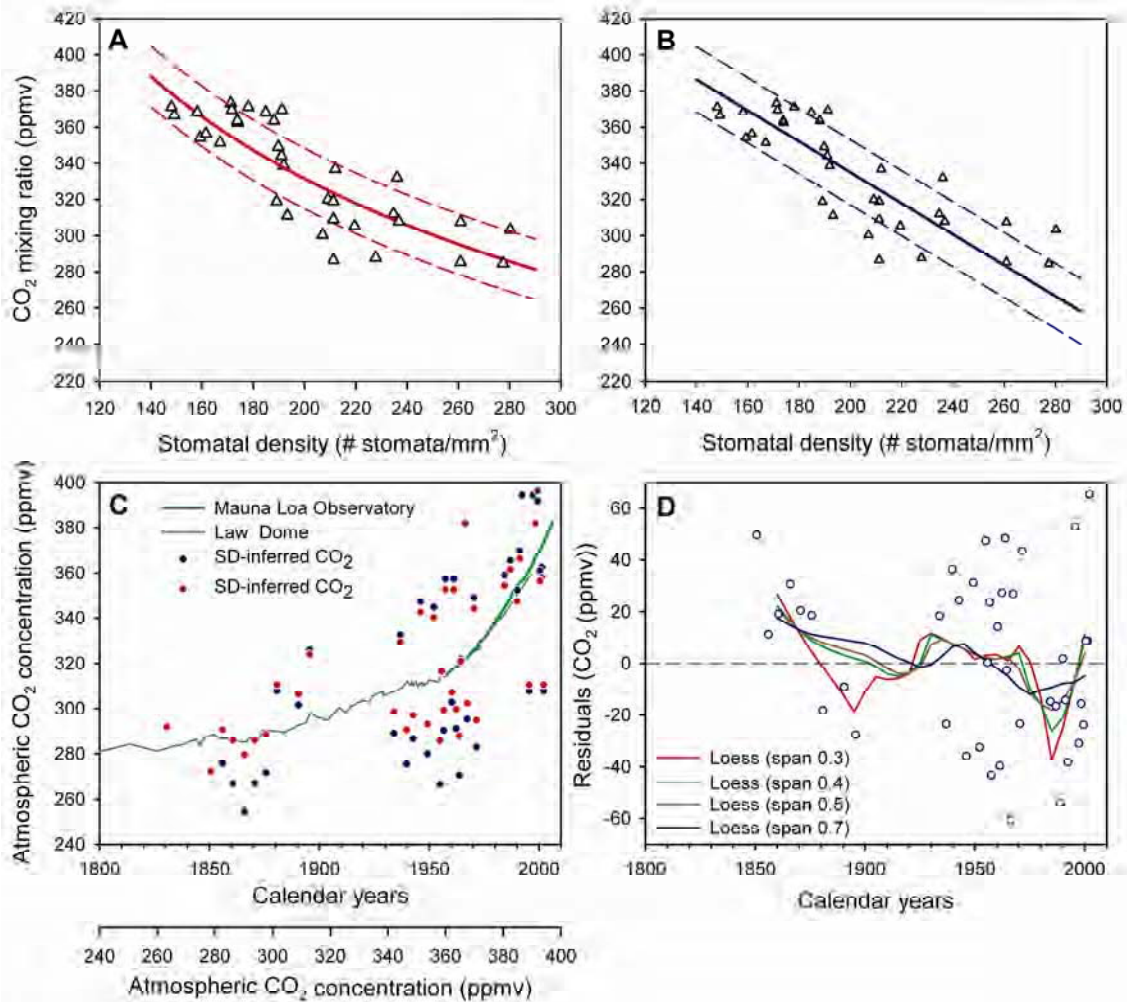 A
420
400
380
360
340
320
300
280
260
240
220
CO2 mixing ratio (ppmv)
120 140 160 180 200 220 240 260 280 300
Stomatal density (# stomata/mm2)
B
420
400
380
360
340
320
300
280
260
240
220
120 140 160 180 200 220 240 260 280 300
Stomatal density (# stomata/mm2)
C
Mauna Loa Observatory
Law Dome
SD-inferred CO2
SD-inferred CO2
400
380
360
340
320
300
280
260
240
Atmospheric CO2 concentration (ppmv)
1800 1850 1900 1950 2000
Calendar years
240 260 280 300 320 340 360 380 400
Atmospheric CO2 concentration (ppmv)
D
60
40
20
0
-20
-40
-60
Residuals (CO2 (ppmv))
Loess (span 0.3)
Loess (span 0.4)
Loess (span 0.5)
Loess (span 0.7)
1800 1850 1900 1950 2000
Calendar years